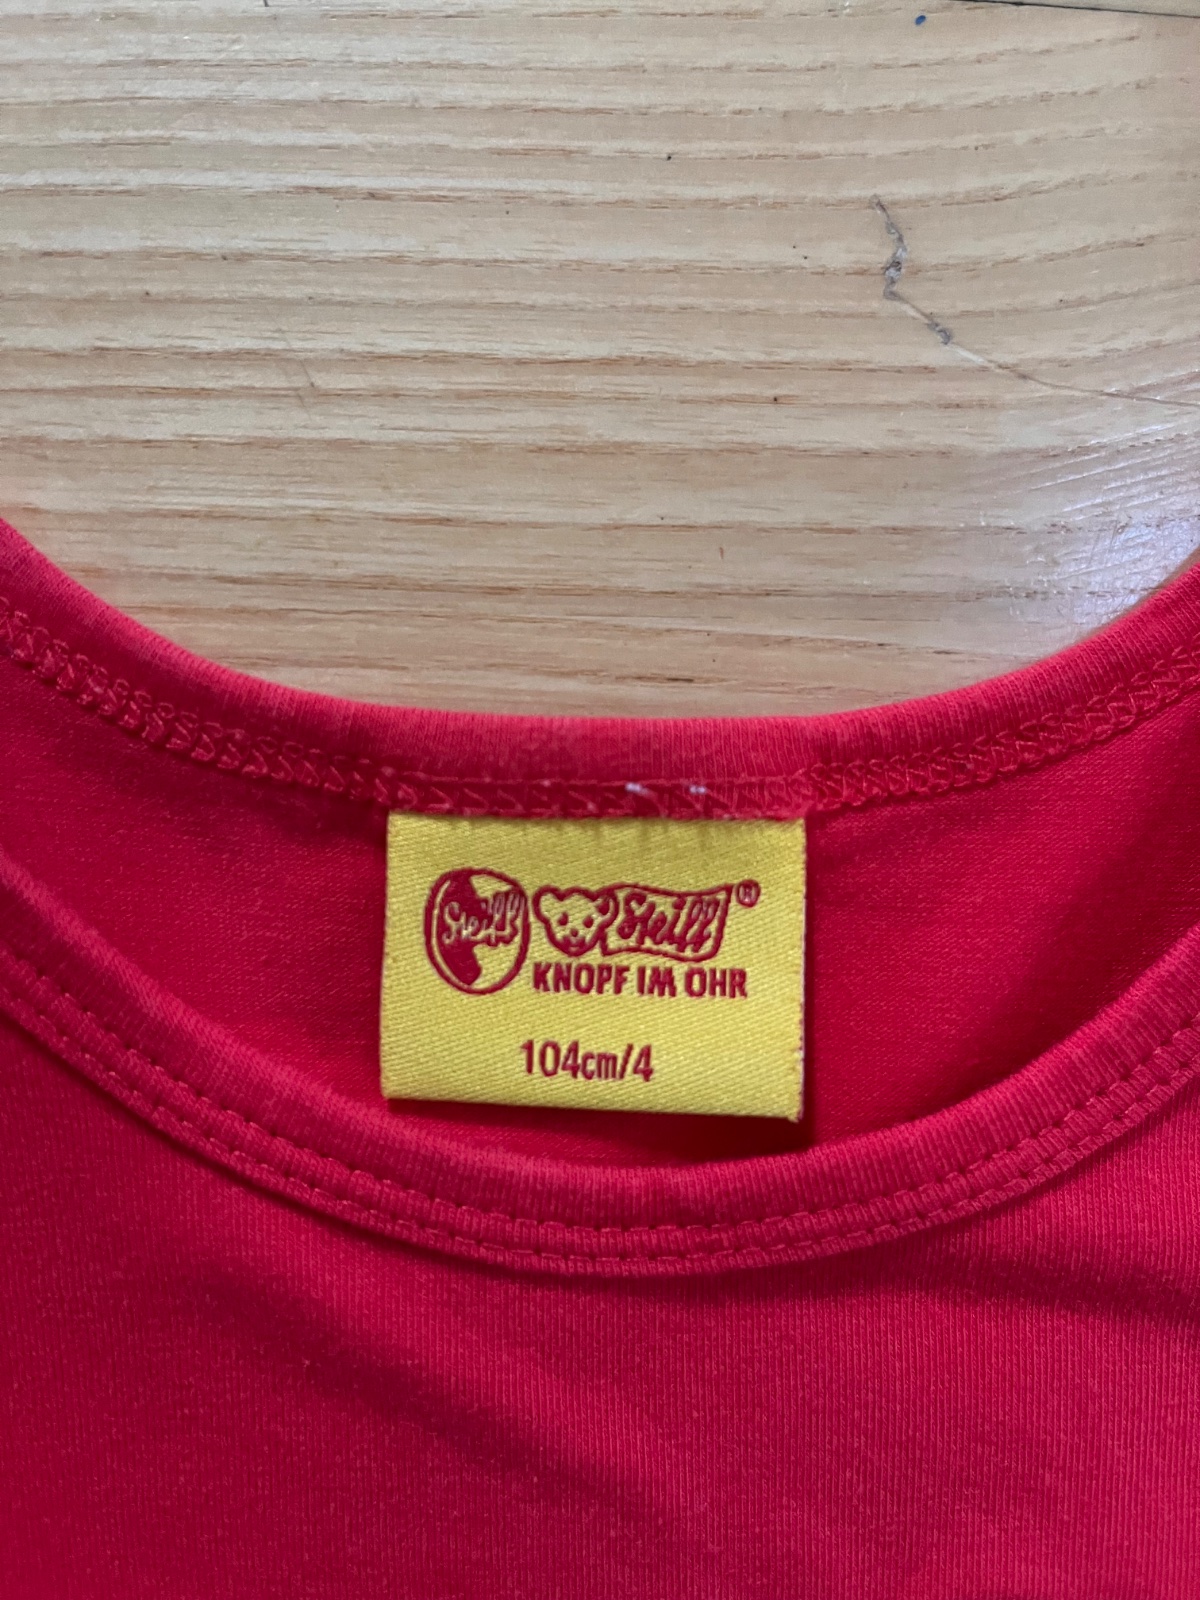 Steiff Steiff ®
KNOPF IM OHR
104cm/4